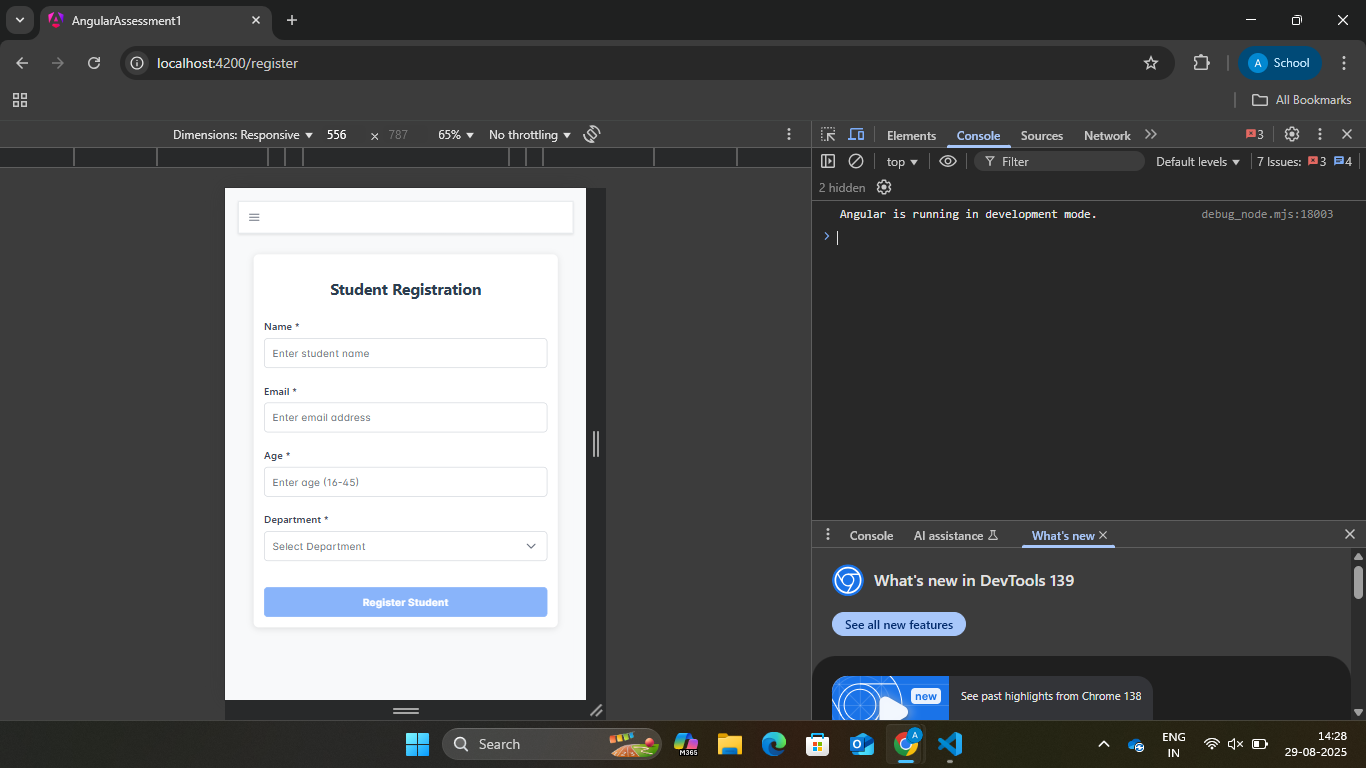 AngularAssessment1
localhost:4200/register
A School
All Bookmarks
Dimensions: Responsive 556 × 787 65% No throttling
Elements Console Sources Network 3
top Filter Default levels 7 Issues: 3 4
2 hidden
Angular is running in development mode. debug_node.mjs:18003
Student Registration
Name *
Enter student name
Email *
Enter email address
Age *
Enter age (16-45)
Department *
Select Department
Register Student
Console AI assistance What's new
What's new in DevTools 139
See all new features
new
See past highlights from Chrome 138
Search
M365
A
ENG
IN
14:28
29-08-2025